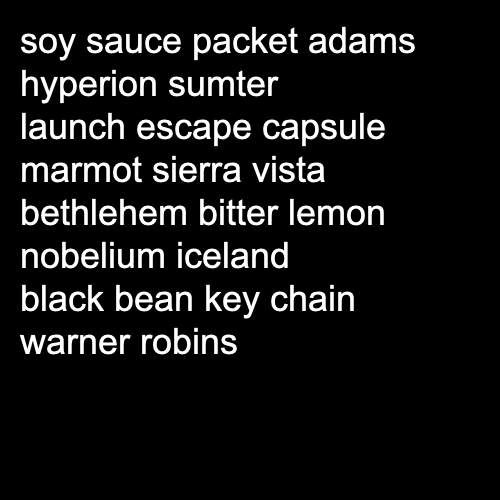 soy sauce packet adams
hyperion sumter
launch escape capsule
marmot sierra vista
bethlehem bitter lemon
nobelium iceland
black bean key chain
warner robins